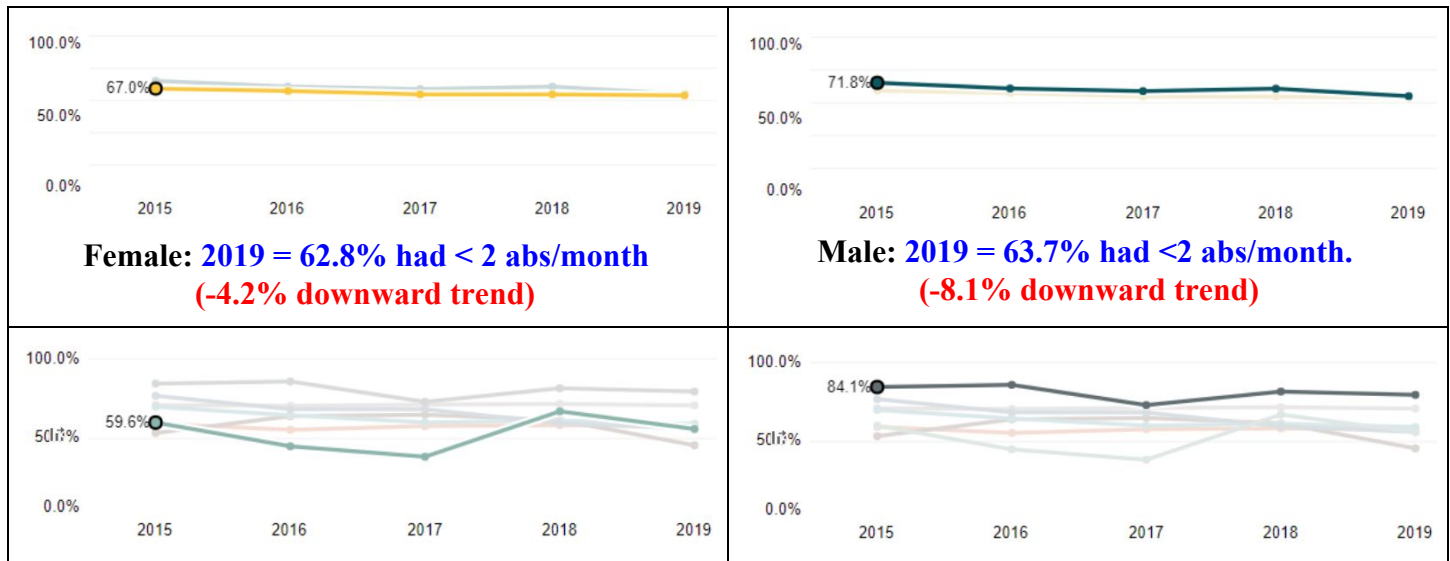 100.0%
67.0%
50.0%
0.0%
2015 2016 2017 2018 2019
Female: 2019 = 62.8% had < 2 abs/month
(-4.2% downward trend)
100.0%
71.8%
50.0%
0.0%
2015 2016 2017 2018 2019
Male: 2019 = 63.7% had <2 abs/month.
(-8.1% downward trend)
100.0%
59.6%
0.0%
2015 2016 2017 2018 2019
100.0%
84.1%
0.0%
2015 2016 2017 2018 2019